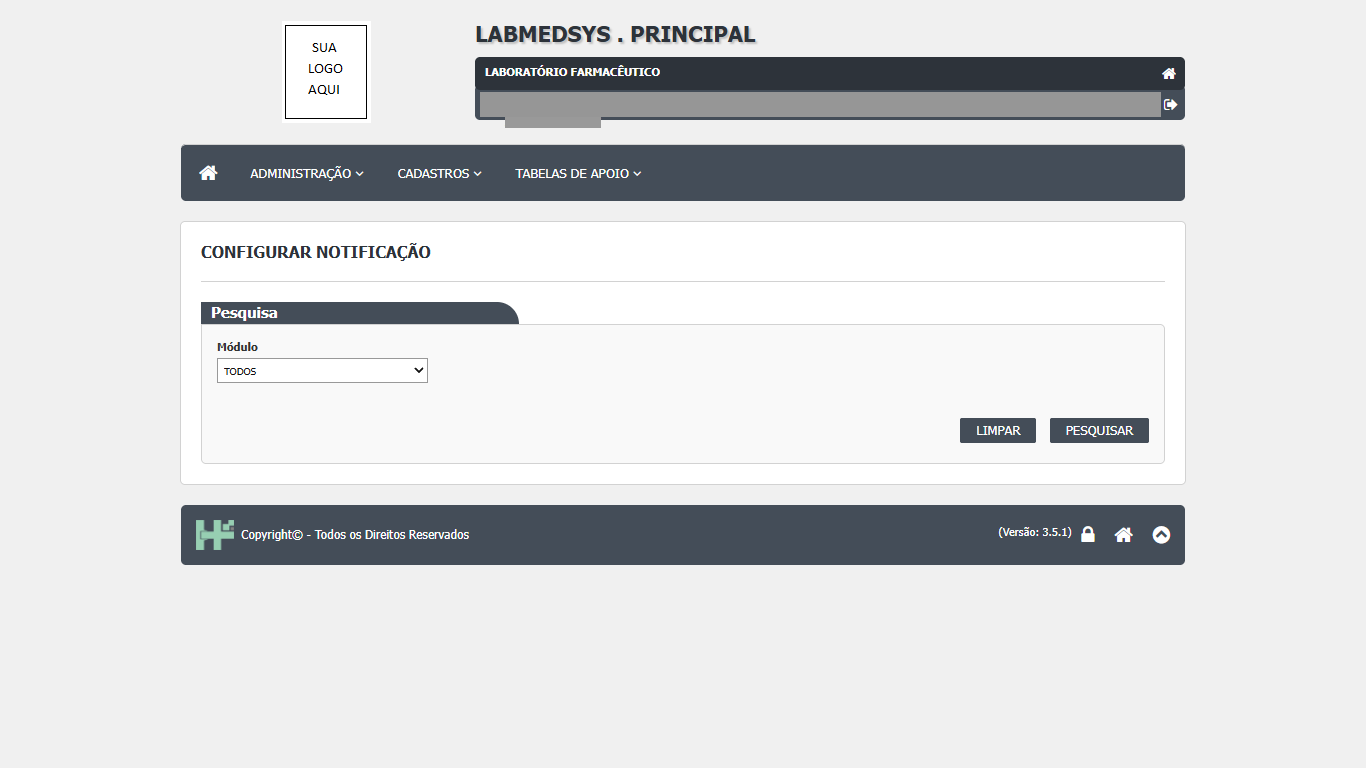 SUA
LOGO
AQUI
LABMEDSYS . PRINCIPAL
LABORATÓRIO FARMACÊUTICO
ADMINISTRAÇÃO CADASTROS TABELAS DE APOIO
CONFIGURAR NOTIFICAÇÃO
Pesquisa
Módulo
TODOS
LIMPAR PESQUISAR
Copyright© - Todos os Direitos Reservados (Versão: 3.5.1)